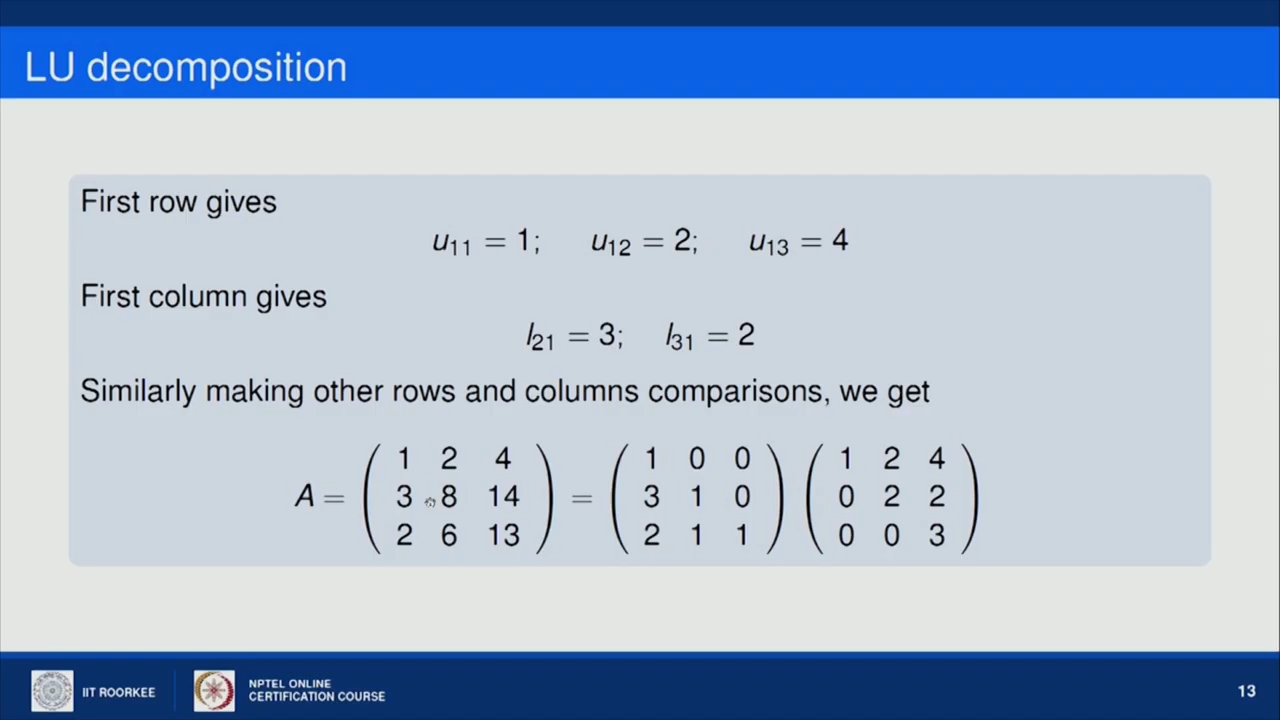 LU decomposition
First row gives
u11 = 1; u12 = 2; u13 = 4
First column gives
l21 = 3; l31 = 2
Similarly making other rows and columns comparisons, we get
1 2 4 1 0 0 1 2 4
A = 3 8 14 = 3 1 0 0 2 2
2 6 13 2 1 1 0 0 3
IIT ROORKEE
NPTEL ONLINE
CERTIFICATION COURSE
13